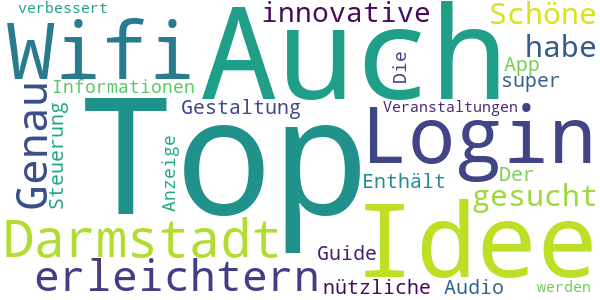 verbessert
innovative
Schöne
Wifi
Auch
habe
Die
App
super
Informationen
Genau
Steuerung
Gestaltung
Veranstaltungen
Top
Login
Anzeige
Enthält
Der
gesucht
Darmstadt
Idee
Guide
erleichtern
nützliche
Audio
werden